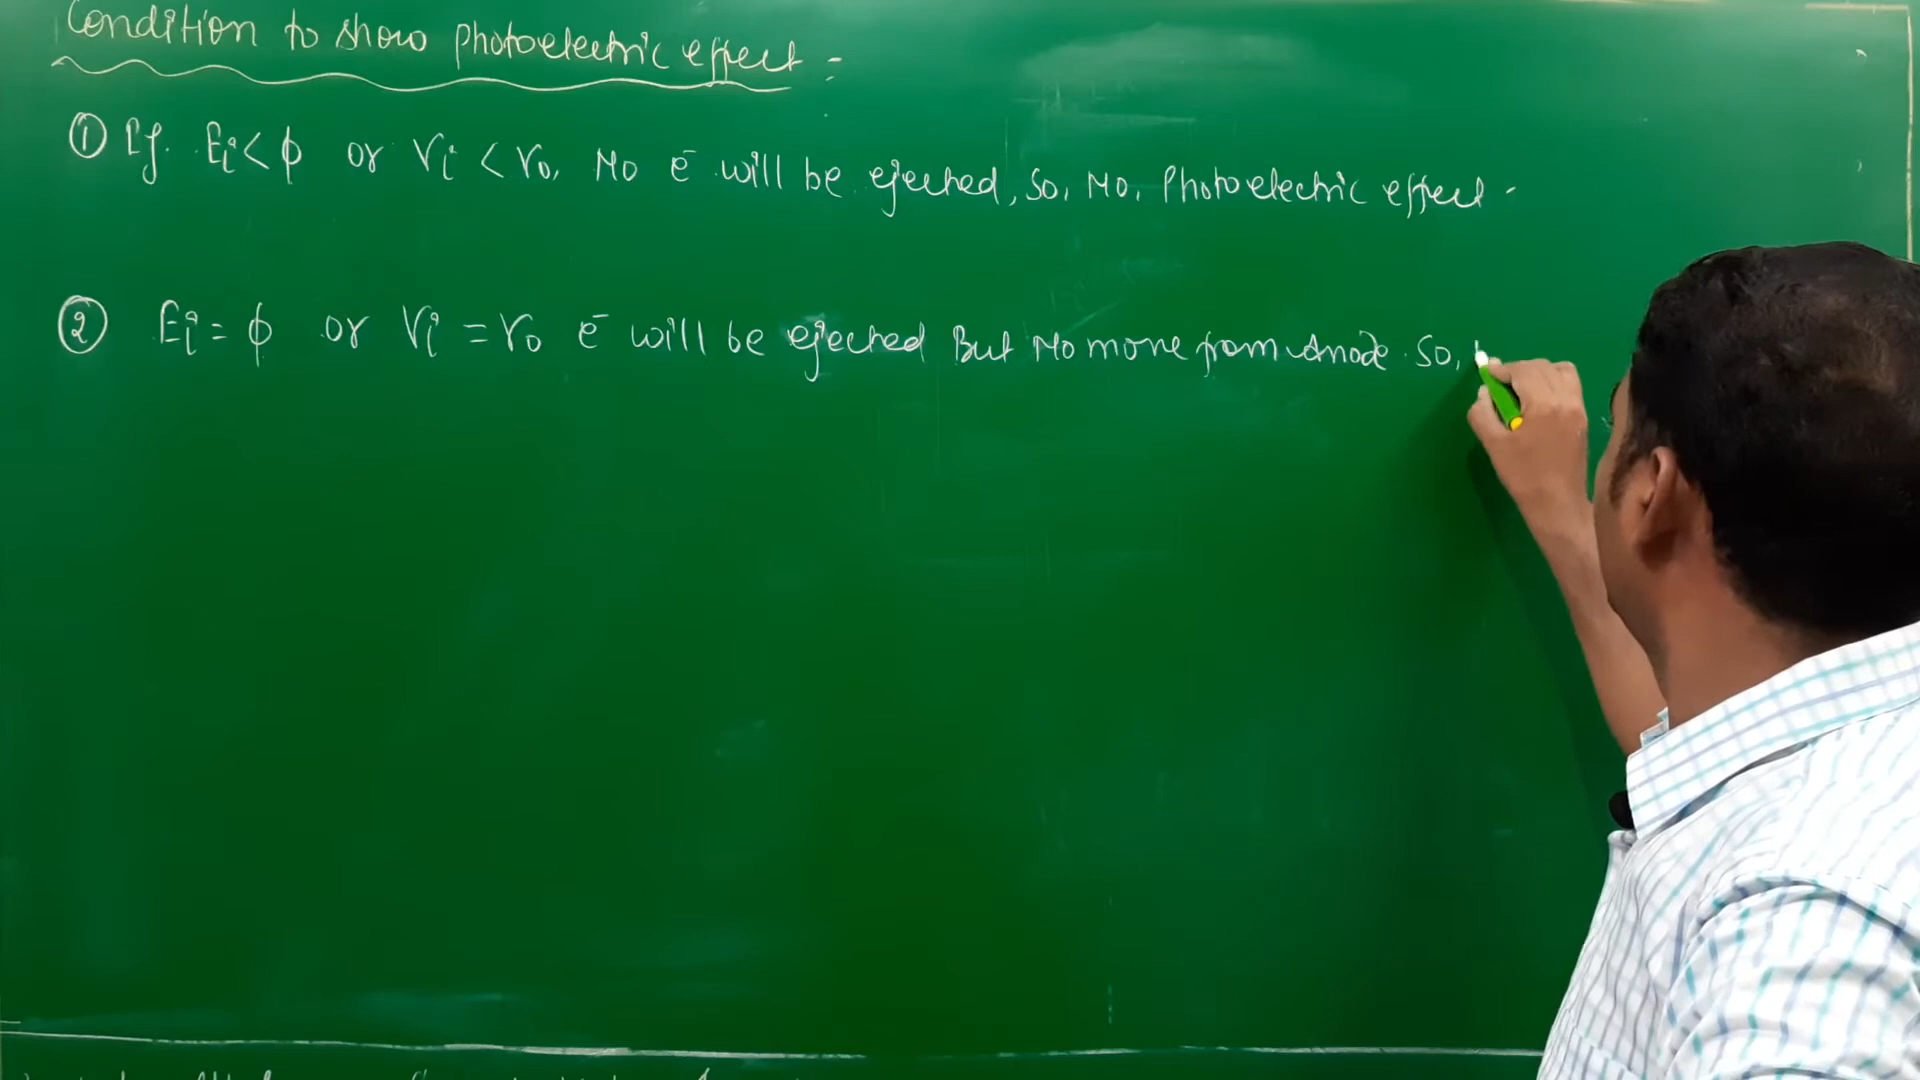 Condition to show photoelectric effect :
① If. Ei < ϕ or νi < ν0, No e⁻ will be ejected, So, No, Photoelectric effect.
② Ei = ϕ or νi = ν0 e⁻ will be ejected But No move from Anode. So,